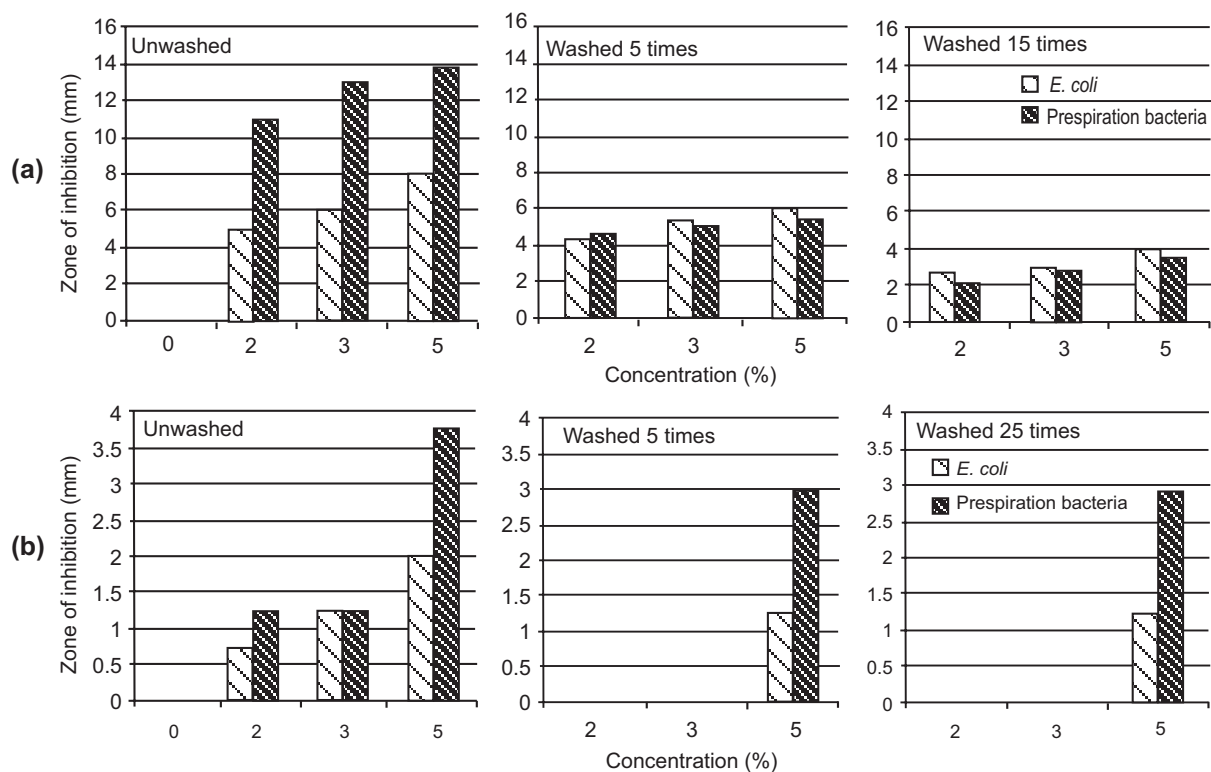 (a)
Zone of inhibition (mm)
Unwashed
16
14
12
10
8
6
4
2
0
0 2 3 5
Washed 5 times
16
14
12
10
8
6
4
2
0
2 3 5
Concentration (%)
Washed 15 times
E. coli
Prespiration bacteria
16
14
12
10
8
6
4
2
0
2 3 5
(b)
Zone of inhibition (mm)
Unwashed
4
3.5
3
2.5
2
1.5
1
0.5
0
0 2 3 5
Washed 5 times
4
3.5
3
2.5
2
1.5
1
0.5
0
2 3 5
Concentration (%)
Washed 25 times
E. coli
Prespiration bacteria
4
3.5
3
2.5
2
1.5
1
0.5
0
2 3 5